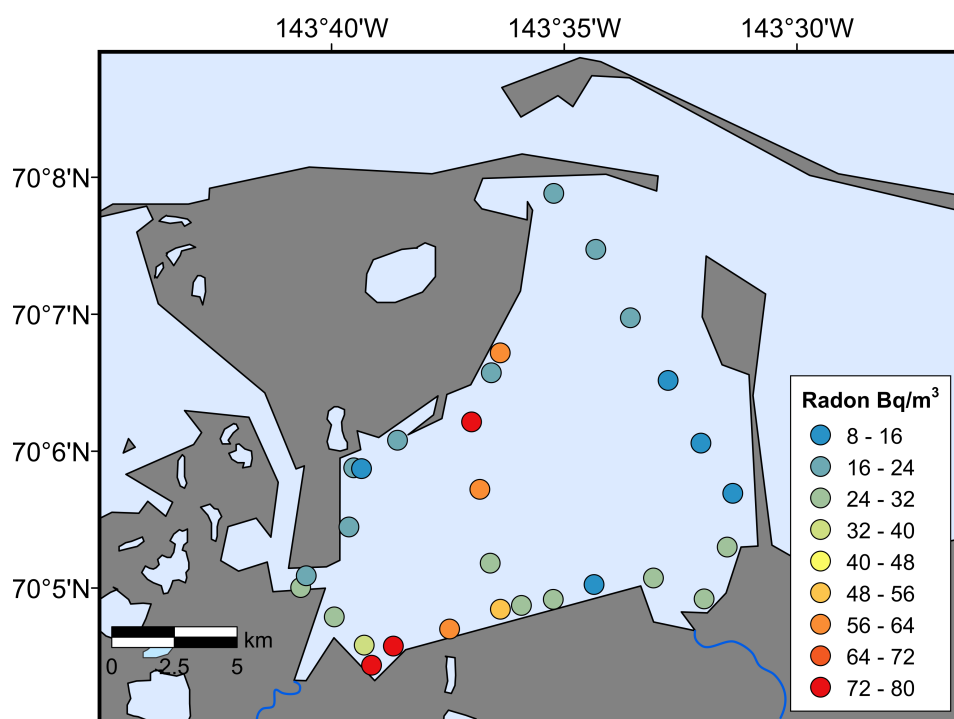 143°40'W 143°35'W 143°30'W
70°8'N
70°7'N
70°6'N
70°5'N
Radon Bq/m³
8 - 16
16 - 24
24 - 32
32 - 40
40 - 48
48 - 56
56 - 64
64 - 72
72 - 80
km
0 2.5 5